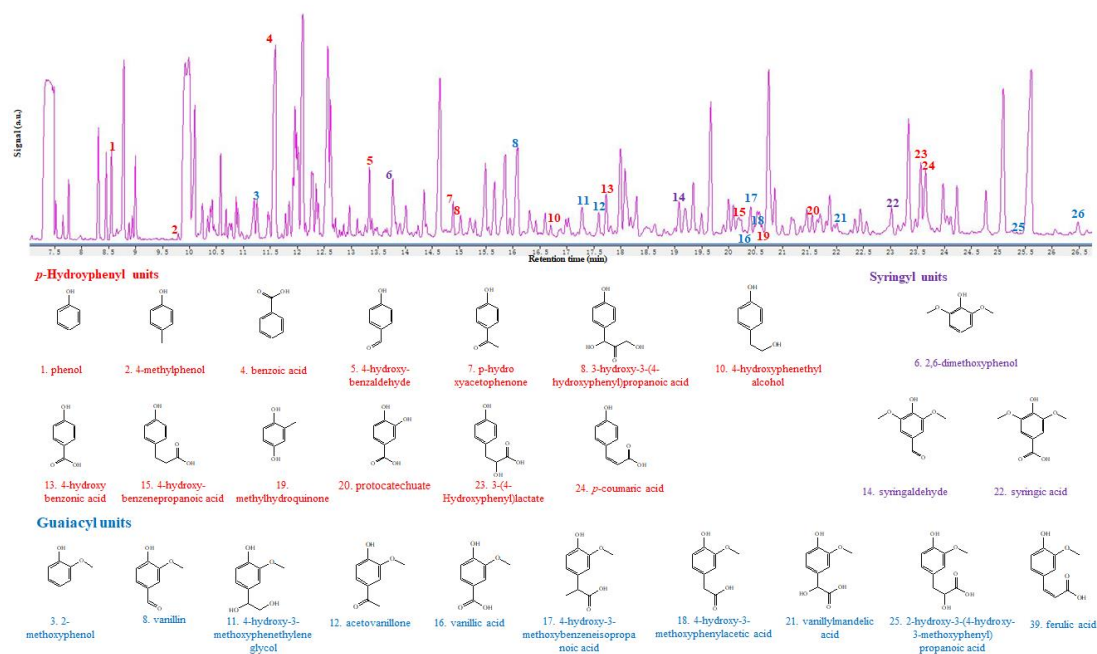 4
1
5
6
3
8
7
8
2
11
12
13
10
14
17
15
18
16
19
20
21
22
23
24
25
26
Signal (a.u.)
7.5 8.5 9.5 10 10.5 11 11.5 12 12.5 13 13.5 14 14.5 15 15.5 16 16.5 17 17.5 18 18.5 19 19.5 20 20.5 21 21.5 22 22.5 23 23.5 24 24.5 25 25.5 26 26.5
Retention time (min)
p-Hydroyphenyl units
Syringyl units
1. phenol
2. 4-methylphenol
4. benzoic acid
5. 4-hydroxy-
benzaldehyde
7. p-hydro
xyacetophenone
8. 3-hydroxy-3-(4-
hydroxyphenyl)propanoic acid
10. 4-hydroxyphenethyl
alcohol
6. 2,6-dimethoxyphenol
13. 4-hydroxy
benzonic acid
15. 4-hydroxy-
benzenepropanoic acid
19.
methylhydroquinone
20. protocatechuate
23. 3-(4-
Hydroxyphenyl)lactate
24. p-coumaric acid
14. syringaldehyde
22. syringic acid
Guaiacyl units
3. 2-
methoxyphenol
8. vanillin
11. 4-hydroxy-3-
methoxyphenethylene
glycol
12. acetovanillone
16. vanillic acid
17. 4-hydroxy-3-
methoxybenzeneisopropa
noic acid
18. 4-hydroxy-3-
methoxyphenylacetic acid
21. vanillylmandelic
acid
25. 2-hydroxy-3-(4-hydroxy-
3-methoxyphenyl)
propanoic acid
39. ferulic acid